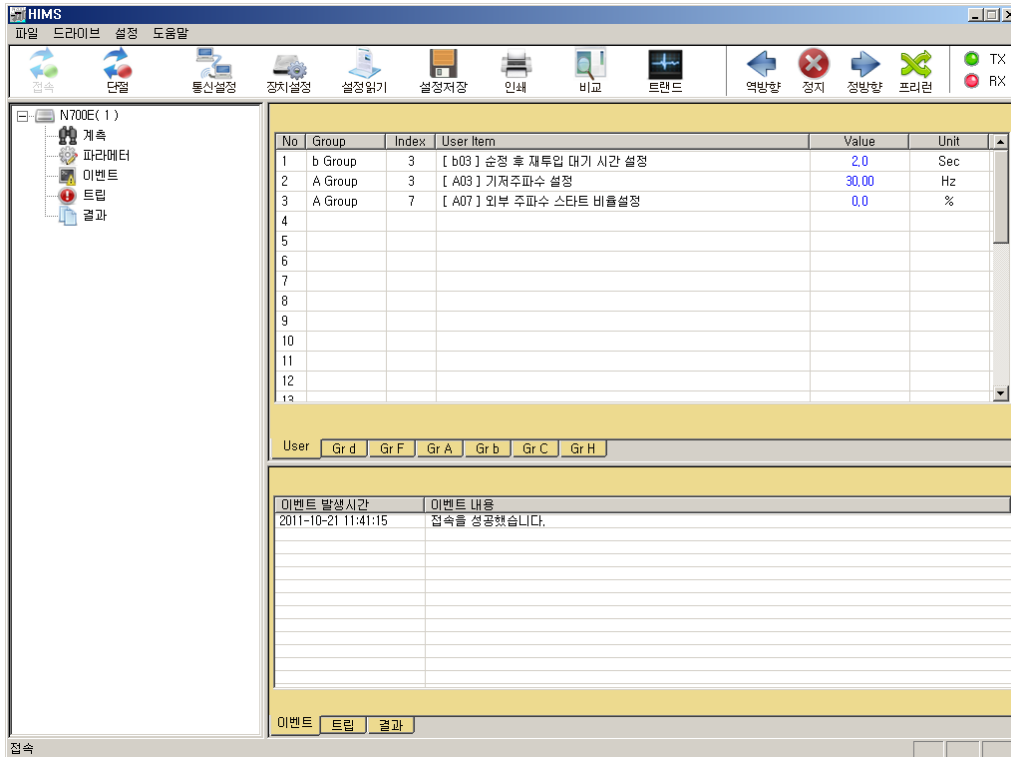 HIMS
파일 드라이브 설정 도움말
접속 단절 통신설정 장치설정 설정읽기 설정저장 인쇄 비교 트랜드 역방향 정지 정방향 프리런 TX
RX
N700E( 1 )
계측
파라메터
이벤트
트립
결과
No Group Index User Item Value Unit
1 b Group 3 [ b03 ] 순정 후 재투입 대기 시간 설정 2.0 Sec
2 A Group 3 [ A03 ] 기저주파수 설정 30.00 Hz
3 A Group 7 [ A07 ] 외부 주파수 스타트 비율설정 0.0 %
4
5
6
7
8
9
10
11
12
13
User Gr d Gr F Gr A Gr b Gr C Gr H
이벤트 발생시간 이벤트 내용
2011-10-21 11:41:15 접속을 성공했습니다.
이벤트 트립 결과
접속